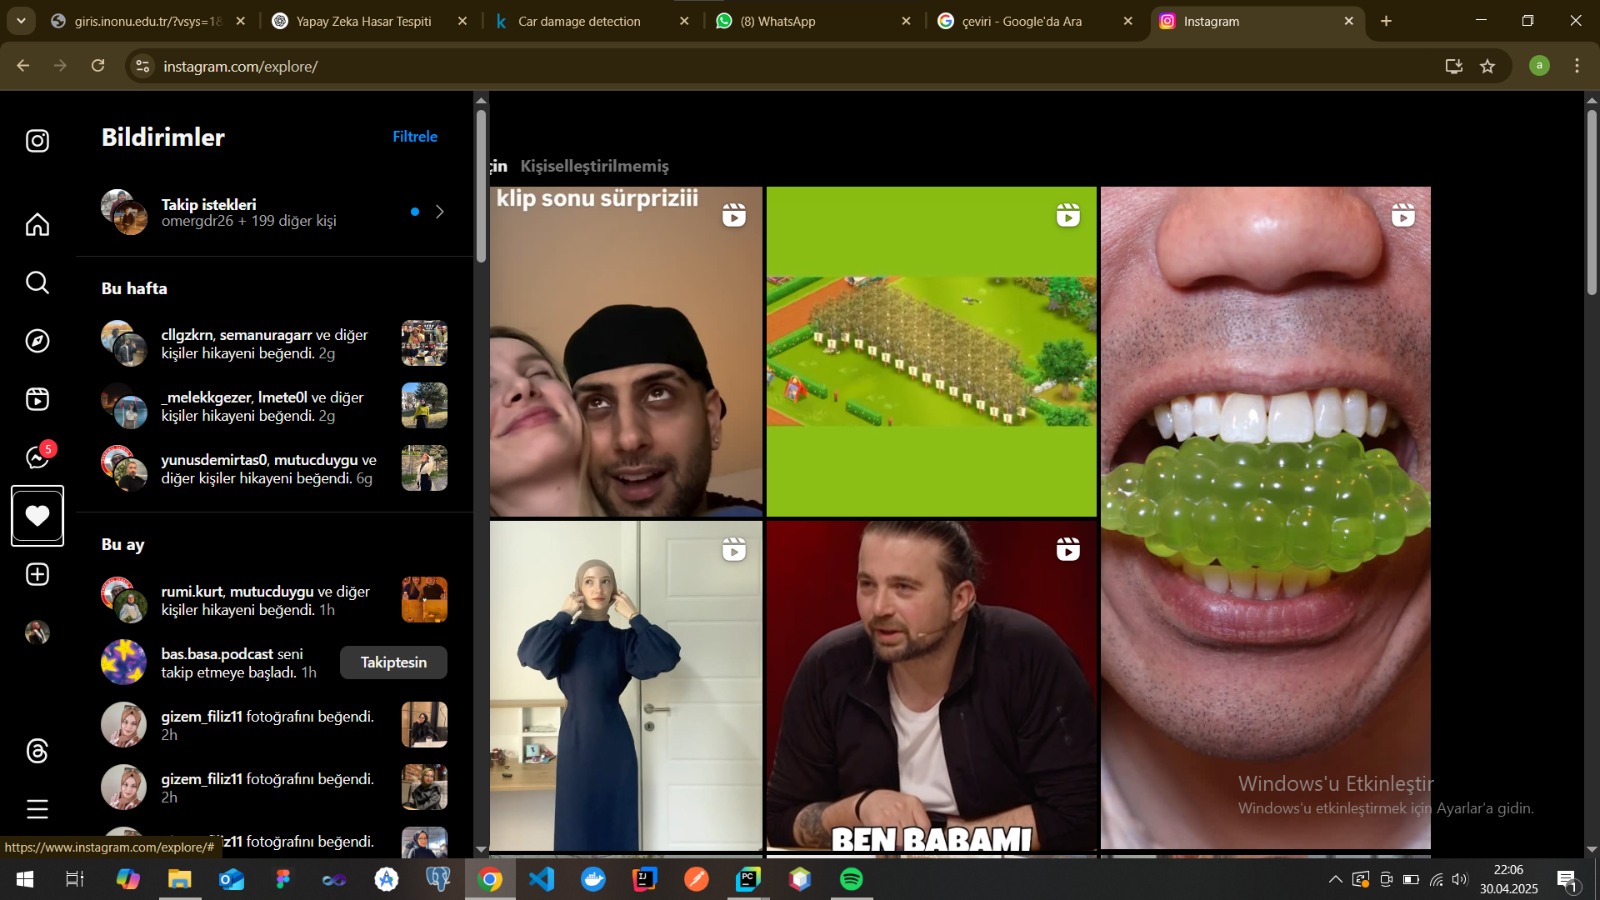 giris.inonu.edu.tr/?vsys=18
Yapay Zeka Hasar Tespiti
Car damage detection
(8) WhatsApp
çeviri - Google'da Ara
Instagram
instagram.com/explore/
a
Bildirimler
Filtrele
Takip istekleri
omergdr26 + 199 diğer kişi
Bu hafta
cllgzkrn, semanuragarr ve diğer
kişiler hikayeni beğendi. 2g
_melekkgezer, lmete0l ve diğer
kişiler hikayeni beğendi. 2g
yunusdemirtas0, mutucduygu ve
diğer kişiler hikayeni beğendi. 6g
5
Bu ay
rumi.kurt, mutucduygu ve diğer
kişiler hikayeni beğendi. 1h
bas.basa.podcast seni
takip etmeye başladı. 1h
Takiptesin
gizem_filiz11 fotoğrafını beğendi.
2h
gizem_filiz11 fotoğrafını beğendi.
2h
z11 fotoğrafını beğendi.
https://www.instagram.com/explore/#
çin Kişiselleştirilmemiş
klip sonu sürpriziii
BEN BABAMI
Windows'u Etkinleştir
Windows'u etkinleştirmek için Ayarlar'a gidin.
22:06
30.04.2025
1